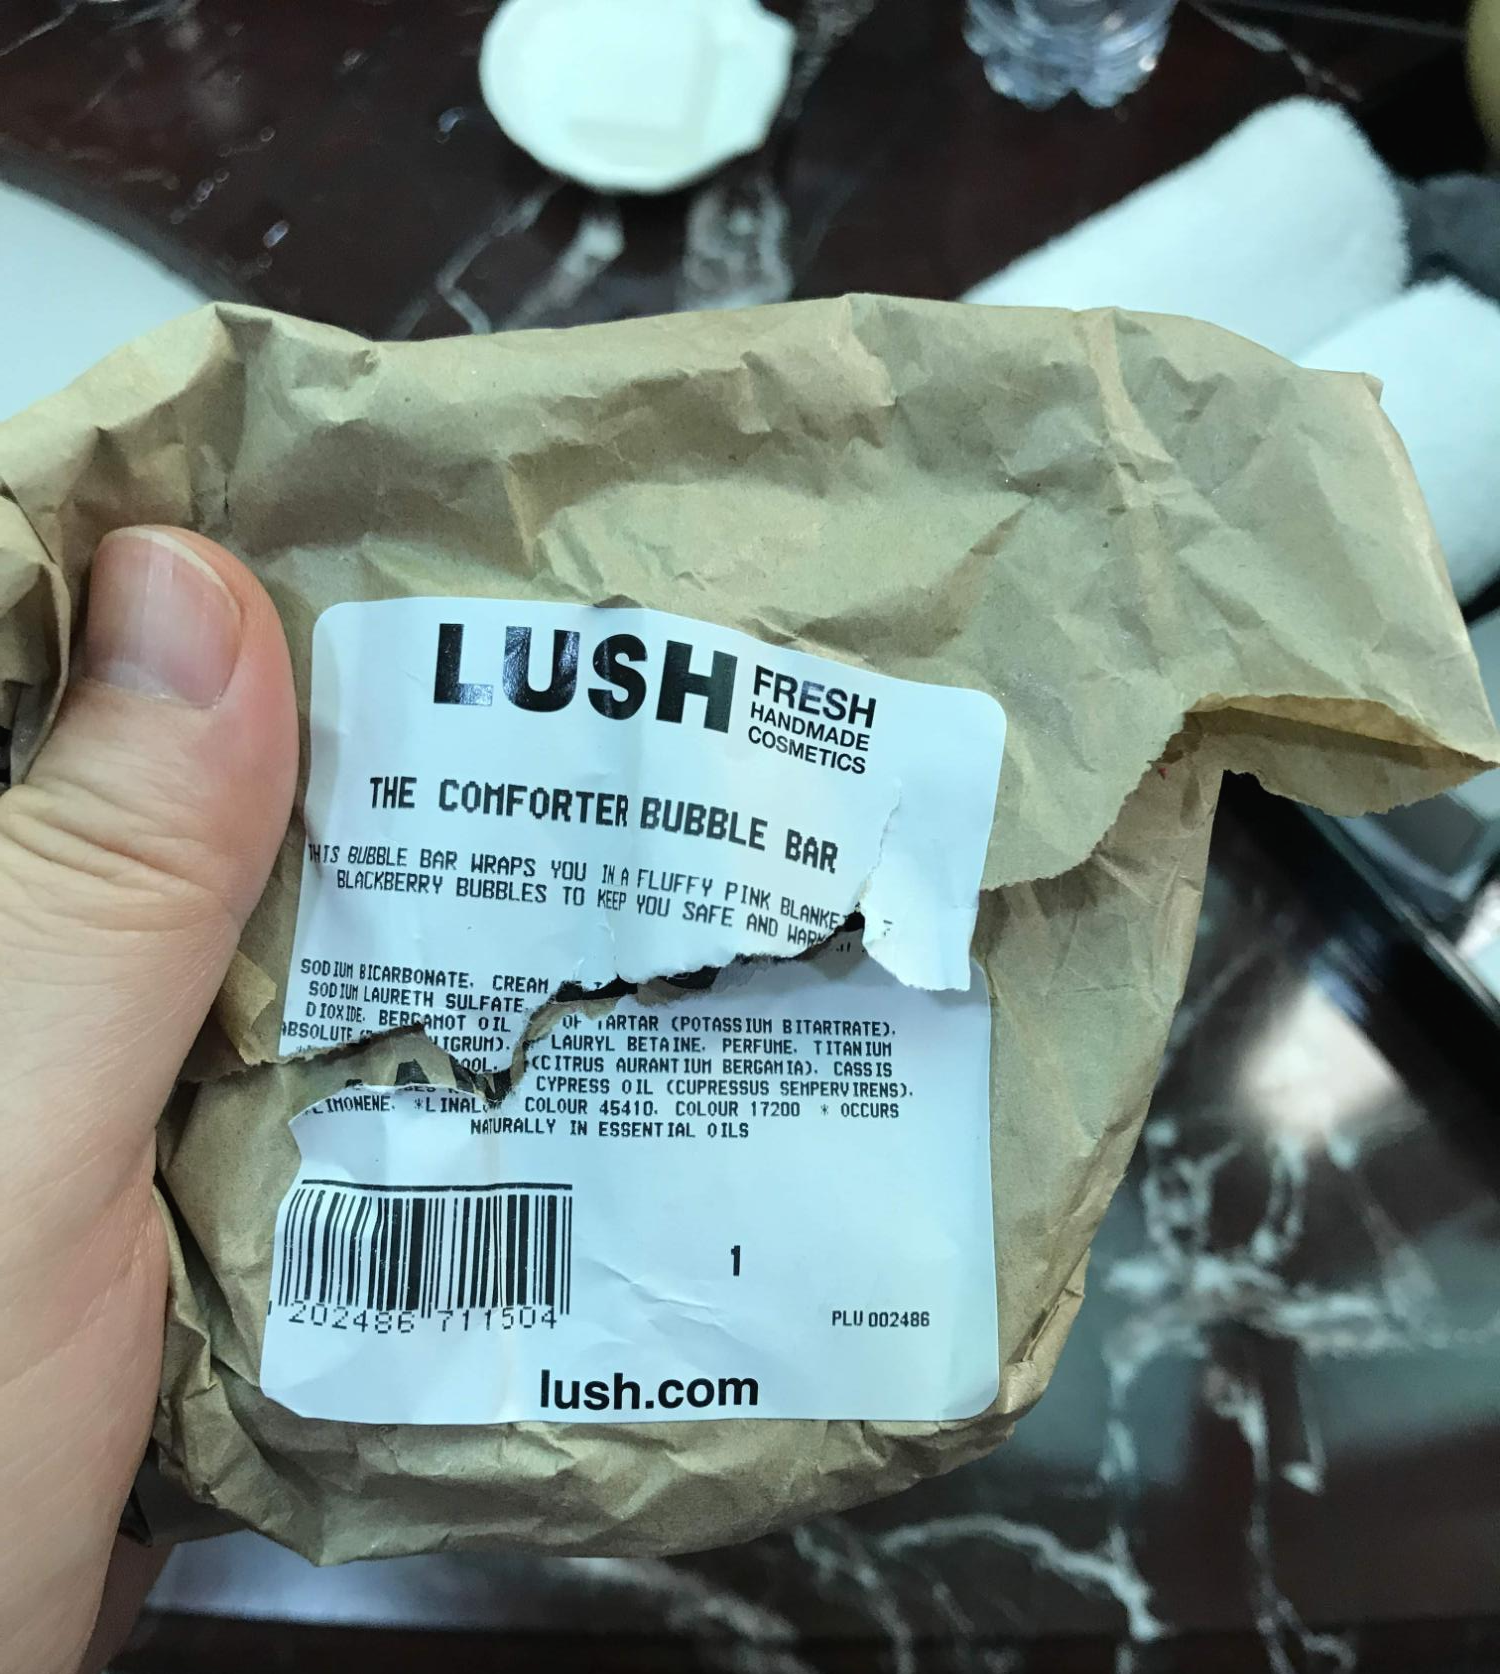 LUSH
FRESH
HANDMADE
COSMETICS
THE COMFORTER BUBBLE BAR
THIS BUBBLE BAR WRAPS YOU IN A FLUFFY PINK
BLACKBERRY BUBBLES TO KEEP YOU SAFE AND
SODIUM BICARBONATE, CREAM OF TARTAR (POTASSIUM BITARTRATE),
SODIUM LAURETH SULFATE, LAURYL BETAINE, PERFUME, TITANIUM
DIOXIDE, BERGAMOT OIL (CITRUS AURANTIUM BERGAMIA), CASSIS
ABSOLUTE CYPRESS OIL (CUPRESSUS SEMPERVIRENS),
COLOUR 45410, COLOUR 17200 * OCCURS
NATURALLY IN ESSENTIAL OILS
202486 711504
1
PLU 002486
lush.com